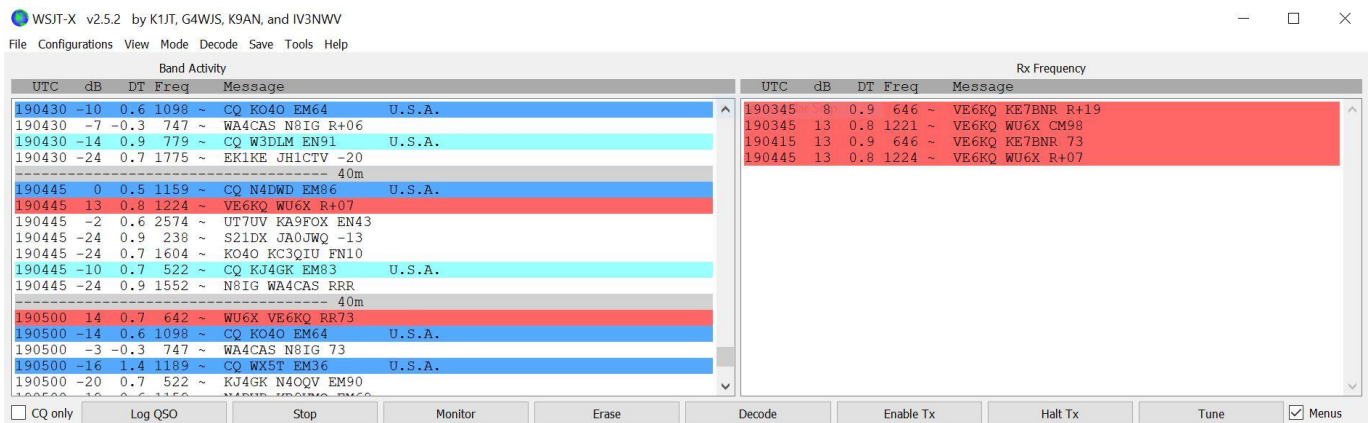 WSJT-X v2.5.2 by K1JT, G4WJS, K9AN, and IV3NWV
File Configurations View Mode Decode Save Tools Help
Band Activity
UTC dB DT Freq Message
190430 -10 0.6 1098 ~ CQ KO4O EM64 U.S.A.
190430 -7 -0.3 747 ~ WA4CAS N8IG R+06
190430 -14 0.9 779 ~ CQ W3DLM EN91 U.S.A.
190430 -24 0.7 1775 ~ EK1KE JH1CTV -20
---------------------------------- 40m
190445 0 0.5 1159 ~ CQ N4DWD EM86 U.S.A.
190445 13 0.8 1224 ~ VE6KQ WU6X R+07
190445 -2 0.6 2574 ~ UT7UV KA9FOX EN43
190445 -24 0.9 238 ~ S21DX JA0JWQ -13
190445 -24 0.7 1604 ~ KO4O KC3QIU FN10
190445 -10 0.7 522 ~ CQ KJ4GK EM83 U.S.A.
190445 -24 0.9 1552 ~ N8IG WA4CAS RRR
---------------------------------- 40m
190500 14 0.7 642 ~ WU6X VE6KQ RR73
190500 -14 0.6 1098 ~ CQ KO4O EM64 U.S.A.
190500 -3 -0.3 747 ~ WA4CAS N8IG 73
190500 -16 1.4 1189 ~ CQ WX5T EM36 U.S.A.
190500 -20 0.7 522 ~ KJ4GK N4OQV EM90
Rx Frequency
UTC dB DT Freq Message
190345 8 0.9 646 ~ VE6KQ KE7BNR R+19
190345 13 0.8 1221 ~ VE6KQ WU6X CM98
190415 13 0.9 646 ~ VE6KQ KE7BNR 73
190445 13 0.8 1224 ~ VE6KQ WU6X R+07
CQ only Log QSO Stop Monitor Erase Decode Enable Tx Halt Tx Tune Menus